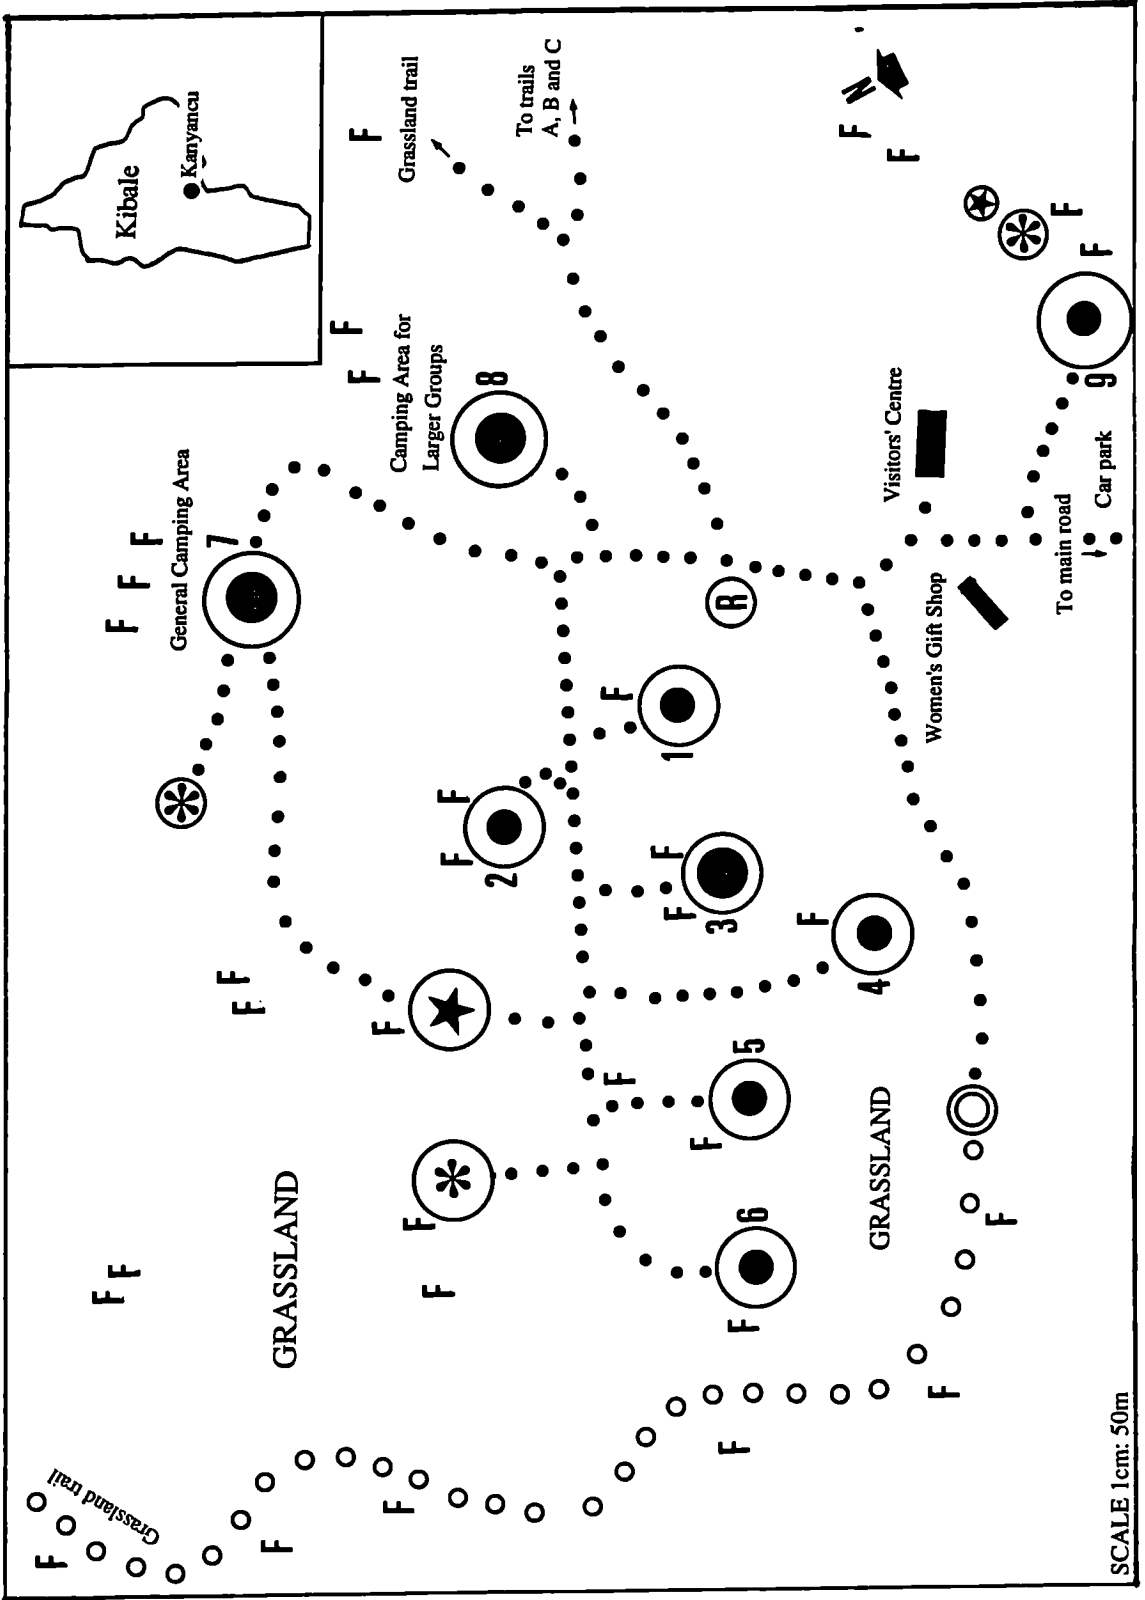 F
Grassland trail
F
F
F
F
F
Kibale
Kanyancu
General Camping Area
7
F
F
F
GRASSLAND
F
F
F
F
F
Camping Area for
Larger Groups
8
Grassland trail
F
F
F
F
2
To trails
A, B and C
F
F
F
F
1
F
3
R
F
F
5
6
F
4
N
F
F
GRASSLAND
Visitors' Centre
Women's Gift Shop
F
F
To main road
F
F
9
Car park
SCALE 1cm: 50m